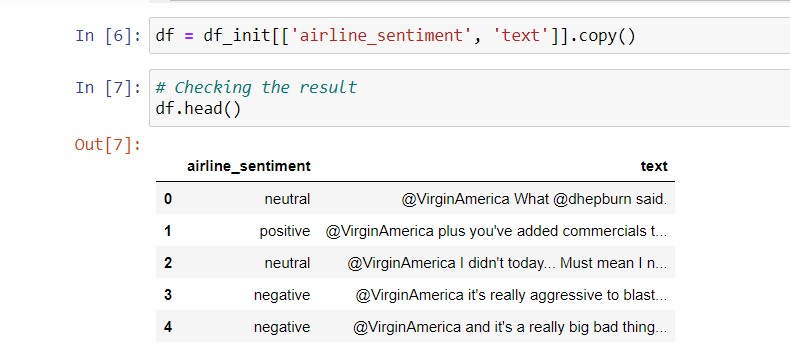 In [6]: df = df_init[['airline_sentiment', 'text']].copy()
In [7]: # Checking the result
df.head()
Out[7]:
airline_sentiment text
0 neutral @VirginAmerica What @dhepburn said.
1 positive @VirginAmerica plus you've added commercials t...
2 neutral @VirginAmerica I didn't today... Must mean I n...
3 negative @VirginAmerica it's really aggressive to blast...
4 negative @VirginAmerica and it's a really big bad thing...